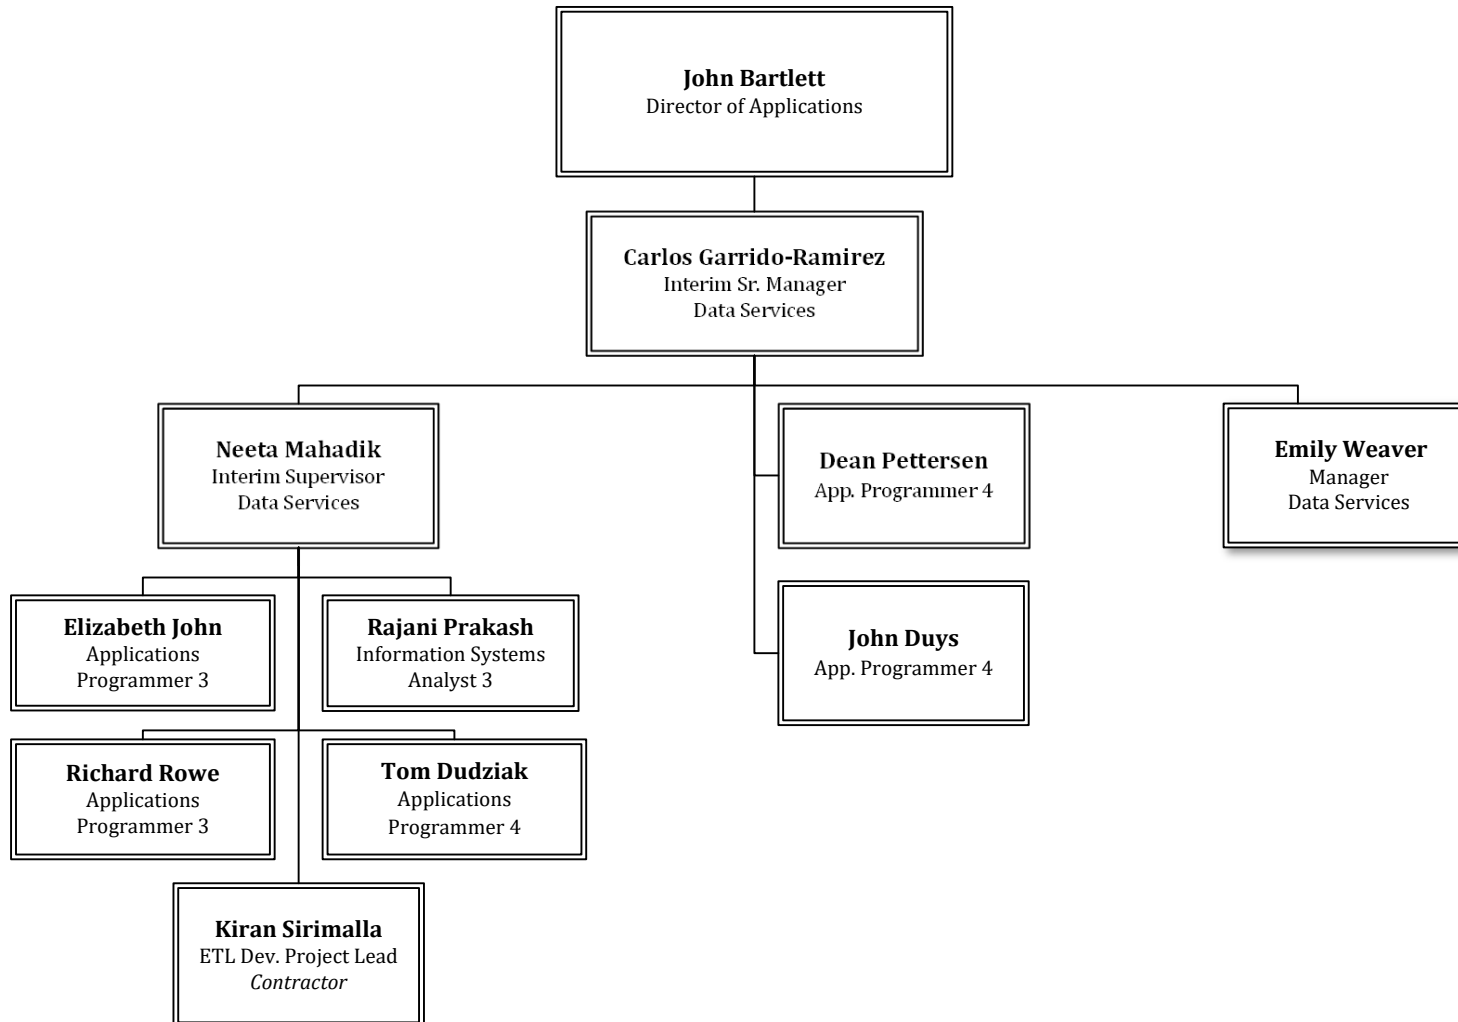 John Bartlett
Director of Applications
Carlos Garrido-Ramirez
Interim Sr. Manager
Data Services
Neeta Mahadik
Interim Supervisor
Data Services
Dean Pettersen
App. Programmer 4
Emily Weaver
Manager
Data Services
Elizabeth John
Applications
Programmer 3
Rajani Prakash
Information Systems
Analyst 3
John Duys
App. Programmer 4
Richard Rowe
Applications
Programmer 3
Tom Dudziak
Applications
Programmer 4
Kiran Sirimalla
ETL Dev. Project Lead
Contractor